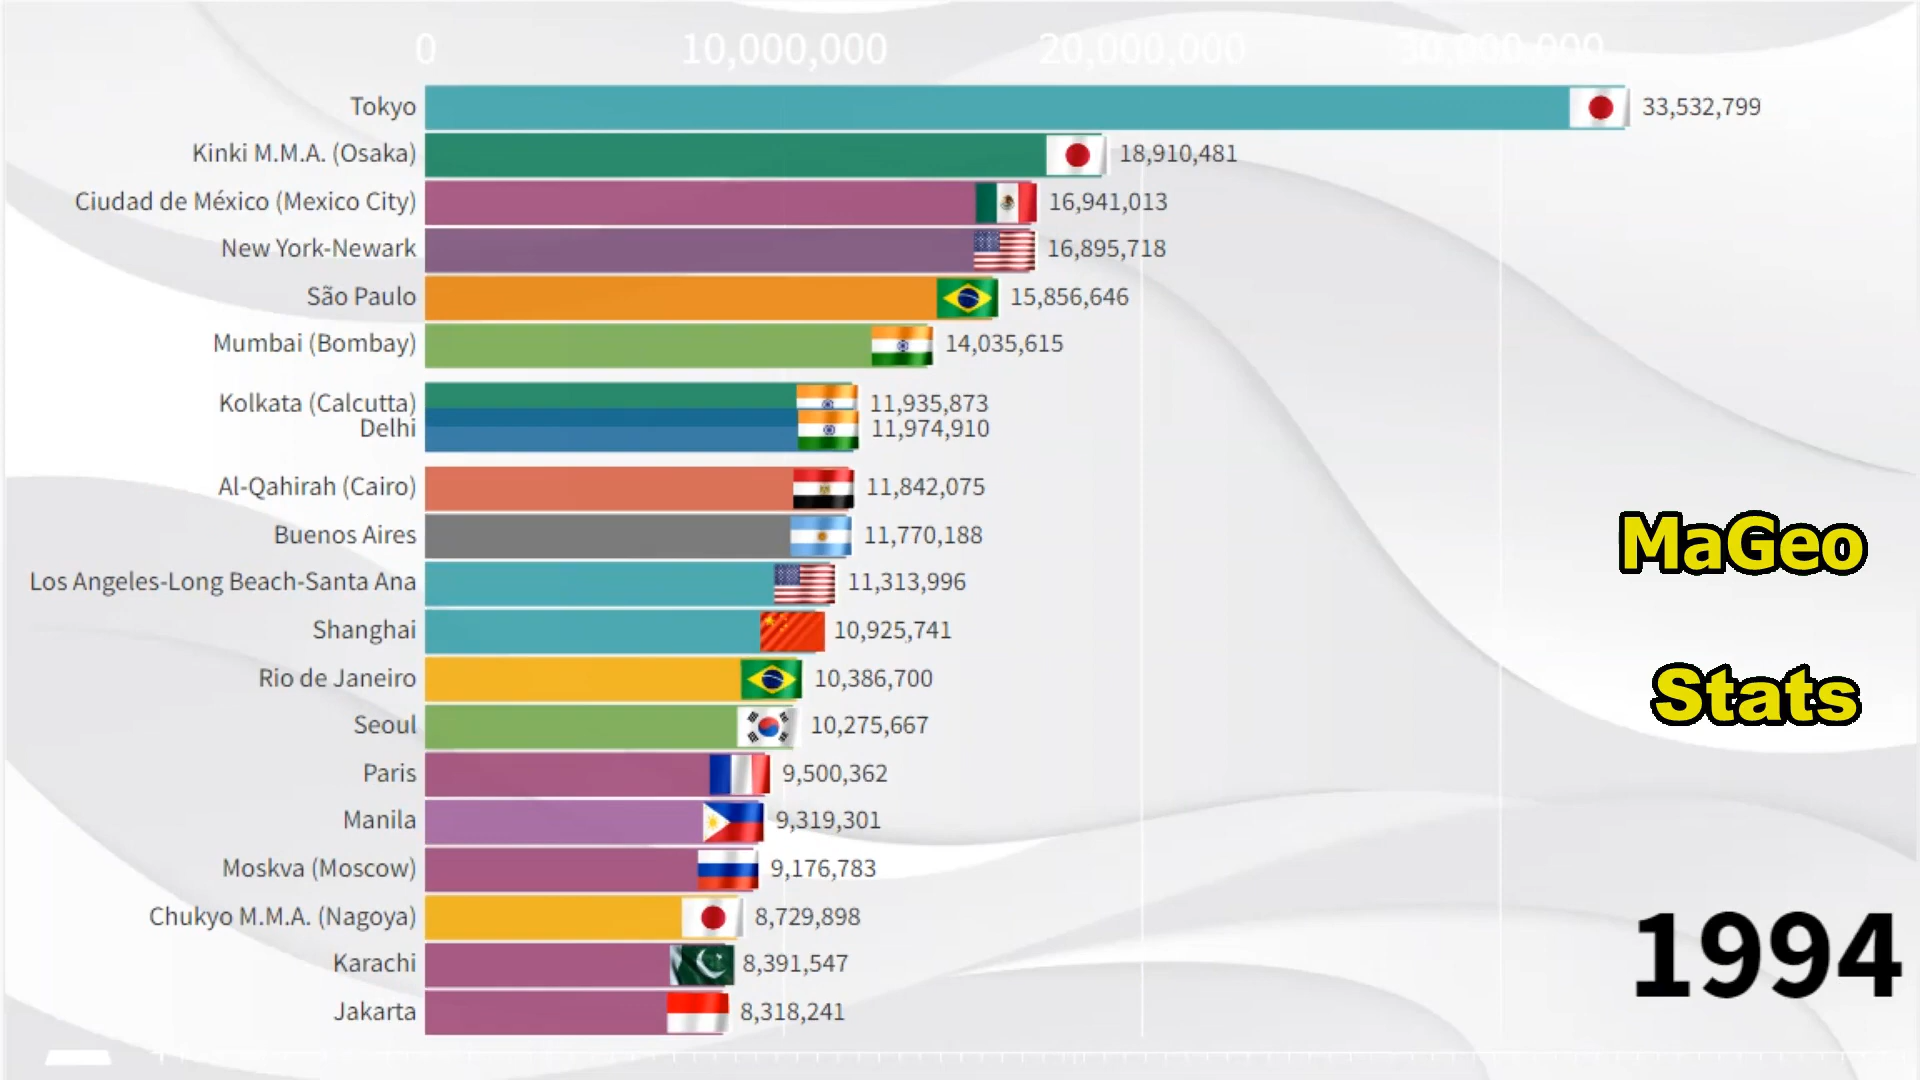 0 10,000,000 20,000,000 30,000,000
Tokyo 33,532,799
Kinki M.M.A. (Osaka) 18,910,481
Ciudad de México (Mexico City) 16,941,013
New York-Newark 16,895,718
São Paulo 15,856,646
Mumbai (Bombay) 14,035,615
Kolkata (Calcutta) 11,935,873
Delhi 11,974,910
Al-Qahirah (Cairo) 11,842,075
Buenos Aires 11,770,188
Los Angeles-Long Beach-Santa Ana 11,313,996
Shanghai 10,925,741
Rio de Janeiro 10,386,700
Seoul 10,275,667
Paris 9,500,362
Manila 9,319,301
Moskva (Moscow) 9,176,783
Chukyo M.M.A. (Nagoya) 8,729,898
Karachi 8,391,547
Jakarta 8,318,241
MaGeo
Stats
1994